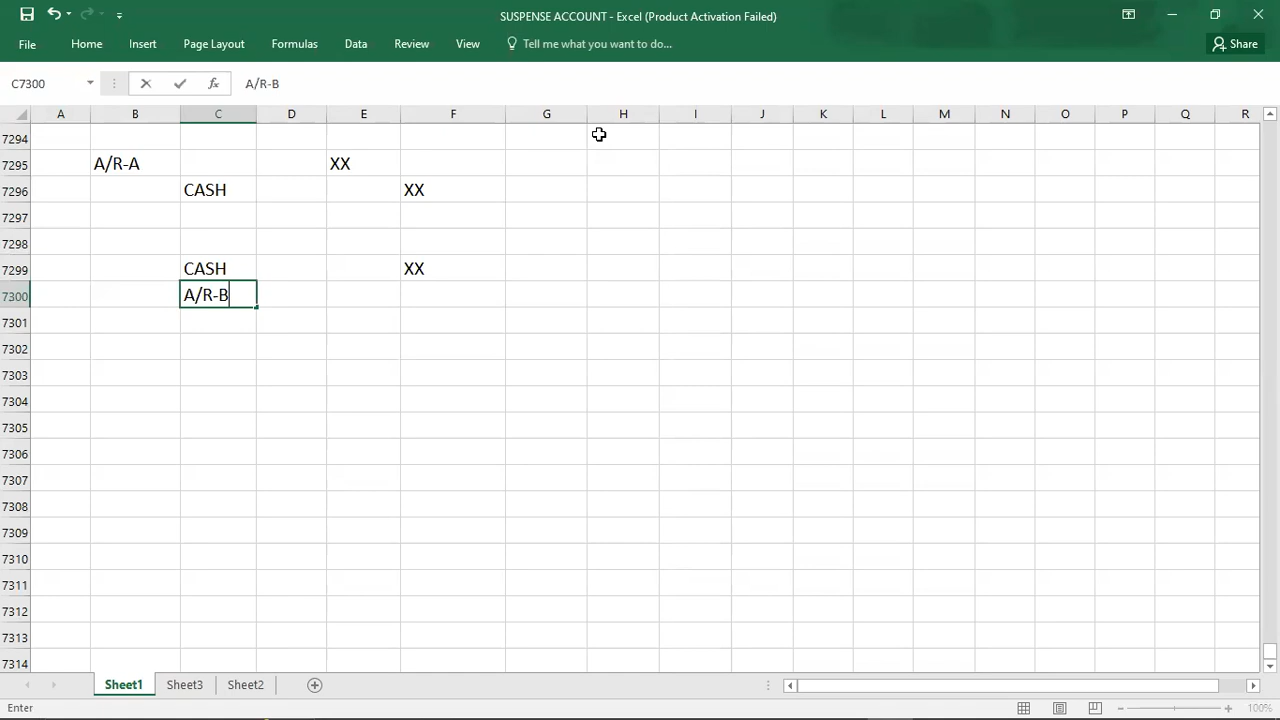 SUSPENSE ACCOUNT - Excel (Product Activation Failed)
File Home Insert Page Layout Formulas Data Review View Tell me what you want to do... Share
C7300 fx A/R-B
A B C D E F G H I J K L M N O P Q R
7294
7295 A/R-A XX
7296 CASH XX
7297
7298
7299 CASH XX
7300 A/R-B
7301
7302
7303
7304
7305
7306
7307
7308
7309
7310
7311
7312
7313
7314
Sheet1 Sheet3 Sheet2
Enter 100%